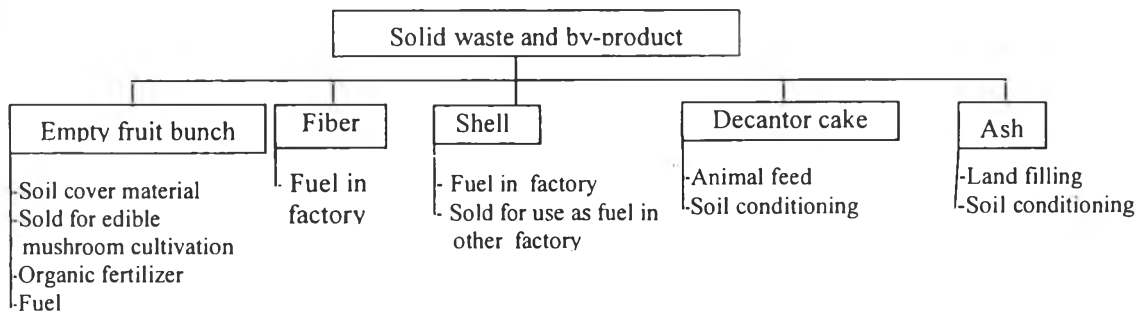 Solid waste and by-product
Empty fruit bunch
-Soil cover material
-Sold for edible
mushroom cultivation
-Organic fertilizer
-Fuel
Fiber
- Fuel in
factory
Shell
- Fuel in factory
- Sold for use as fuel in
other factory
Decantor cake
-Animal feed
-Soil conditioning
Ash
-Land filling
-Soil conditioning